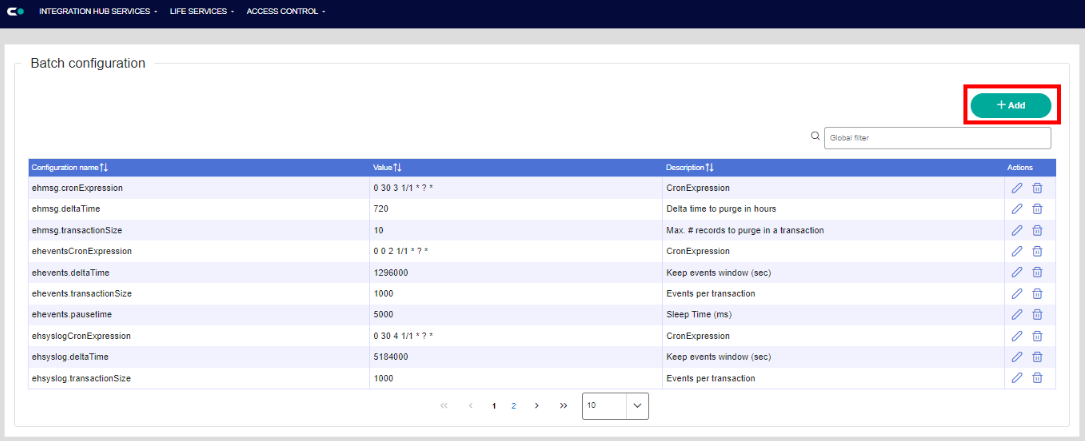 INTEGRATION HUB SERVICES LIFE SERVICES ACCESS CONTROL
Batch configuration
+ Add
Global filter
Configuration name Value Description Actions
ehmsg.cronExpression 0 30 3 1/1 * ? * CronExpression
ehmsg.deltaTime 720 Delta time to purge in hours
ehmsg.transactionSize 10 Max. # records to purge in a transaction
eheventsCronExpression 0 0 2 1/1 * ? * CronExpression
ehevents.deltaTime 1296000 Keep events window (sec)
ehevents.transactionSize 1000 Events per transaction
ehevents.pausetime 5000 Sleep Time (ms)
ehsyslogCronExpression 0 30 4 1/1 * ? * CronExpression
ehsyslog.deltaTime 5184000 Keep events window (sec)
ehsyslog.transactionSize 1000 Events per transaction
<< < 1 2 > >> 10